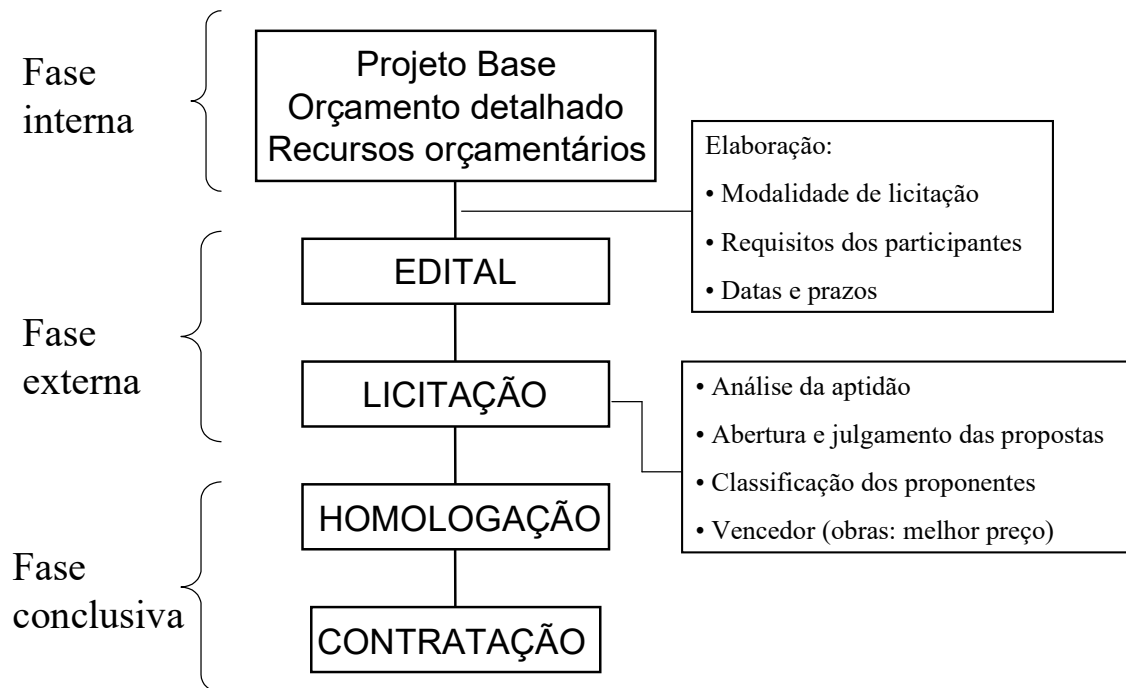 Fase
interna
Projeto Base
Orçamento detalhado
Recursos orçamentários
Elaboração:
• Modalidade de licitação
• Requisitos dos participantes
• Datas e prazos
Fase
externa
EDITAL
LICITAÇÃO
• Análise da aptidão
• Abertura e julgamento das propostas
• Classificação dos proponentes
• Vencedor (obras: melhor preço)
Fase
conclusiva
HOMOLOGAÇÃO
CONTRATAÇÃO